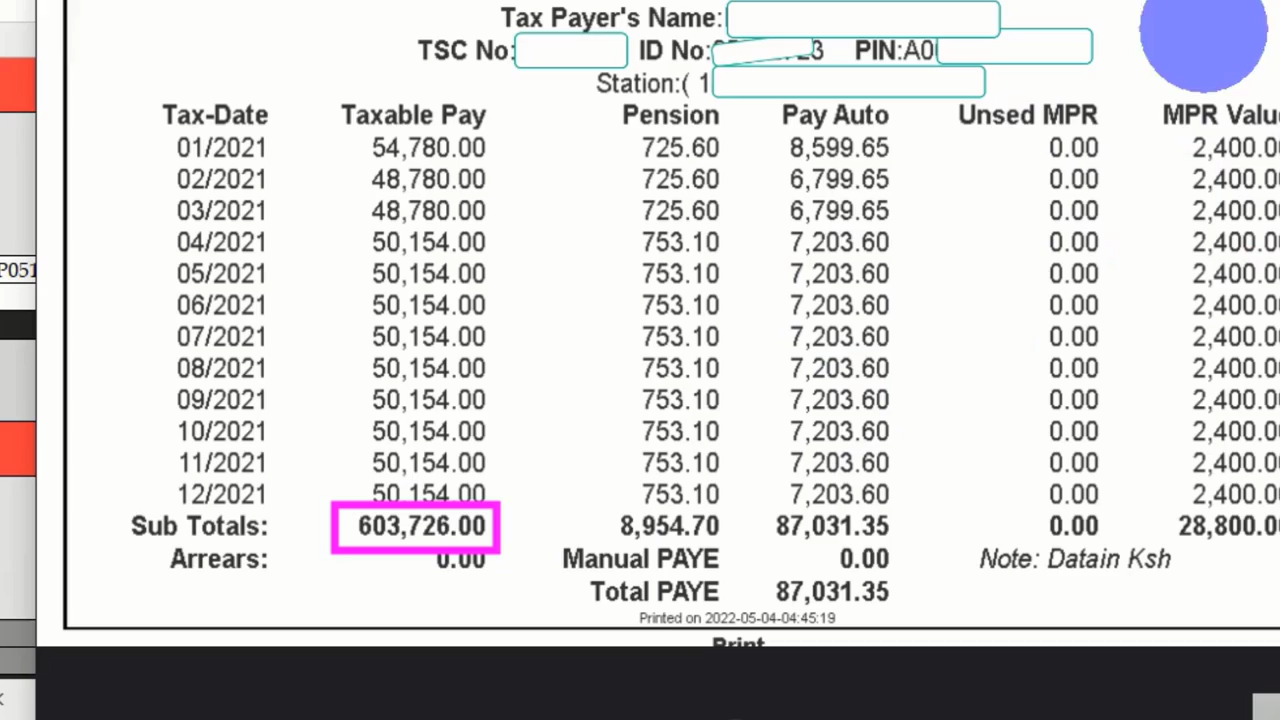 Tax Payer's Name:
TSC No: ID No: 3 PIN:A0
Station:( 1
Tax-Date Taxable Pay Pension Pay Auto Unsed MPR MPR Value
01/2021 54,780.00 725.60 8,599.65 0.00 2,400.00
02/2021 48,780.00 725.60 6,799.65 0.00 2,400.00
03/2021 48,780.00 725.60 6,799.65 0.00 2,400.00
04/2021 50,154.00 753.10 7,203.60 0.00 2,400.00
05/2021 50,154.00 753.10 7,203.60 0.00 2,400.00
P051
06/2021 50,154.00 753.10 7,203.60 0.00 2,400.00
07/2021 50,154.00 753.10 7,203.60 0.00 2,400.00
08/2021 50,154.00 753.10 7,203.60 0.00 2,400.00
09/2021 50,154.00 753.10 7,203.60 0.00 2,400.00
10/2021 50,154.00 753.10 7,203.60 0.00 2,400.00
11/2021 50,154.00 753.10 7,203.60 0.00 2,400.00
12/2021 50,154.00 753.10 7,203.60 0.00 2,400.00
Sub Totals: 603,726.00 8,954.70 87,031.35 0.00 28,800.00
Arrears: 0.00 Manual PAYE 0.00 Note: Datain Ksh
Total PAYE 87,031.35
Printed on 2022-05-04-04:45:19
Print